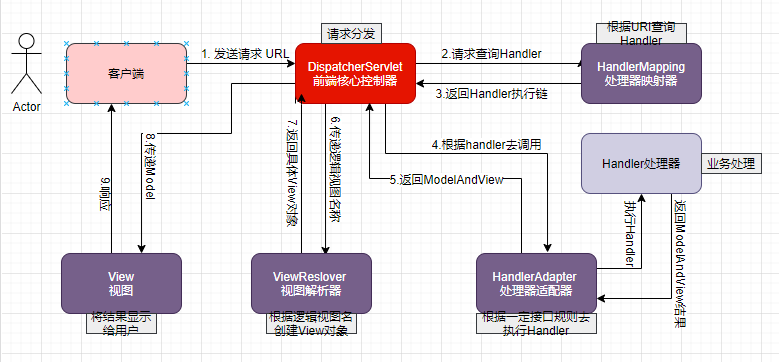 请求分发
根据URI查询
Handler
1. 发送请求 URL
2.请求查询Handler
客户端
DispatcherServlet
前端核心控制器
HandlerMapping
处理器映射器
Actor
3.返回Handler执行链
8.传递Model
7.返回具体View对象
6.传递逻辑视图名称
4.根据handler去调用
Handler处理器
业务处理
9.响应
5.返回ModelAndView
执行Handler
返回ModelAndView结果
View
视图
ViewReslover
视图解析器
HandlerAdapter
处理器适配器
将结果显示
给用户
根据逻辑视图名
创建View对象
根据一定接口规则去
执行Handler